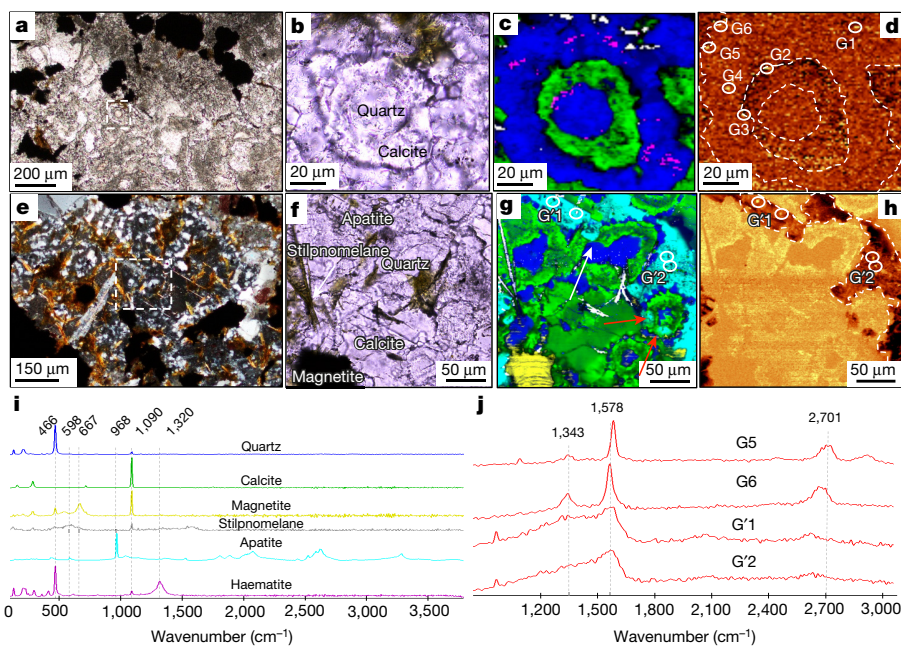 a
200 μm
b
Quartz
Calcite
20 μm
c
20 μm
d
G6
G5
G4
G2
G3
G1
20 μm
e
150 μm
f
Apatite
Stilpnomelane
Quartz
Calcite
Magnetite
50 μm
g
G′1
G′2
50 μm
h
G′1
G′2
50 μm
i
466
598
667
968
1,090
1,320
Quartz
Calcite
Magnetite
Stilpnomelane
Apatite
Haematite
0 500 1,000 1,500 2,000 2,500 3,000 3,500
Wavenumber (cm⁻¹)
j
1,343
1,578
2,701
G5
G6
G′1
G′2
1,200 1,500 1,800 2,100 2,400 2,700 3,000
Wavenumber (cm⁻¹)